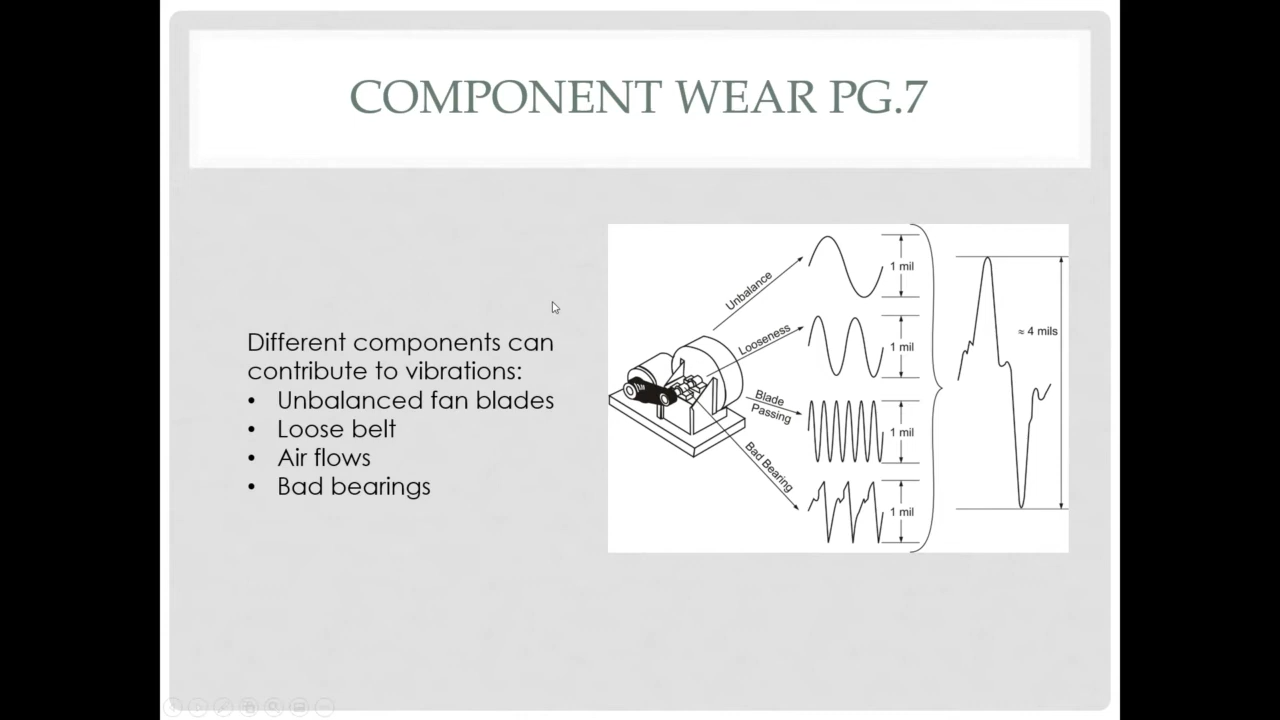 COMPONENT WEAR PG.7
Different components can
contribute to vibrations:
• Unbalanced fan blades
• Loose belt
• Air flows
• Bad bearings
Unbalance
1 mil
Looseness
1 mil
Blade
Passing
1 mil
Bad Bearing
1 mil
≈ 4 mils